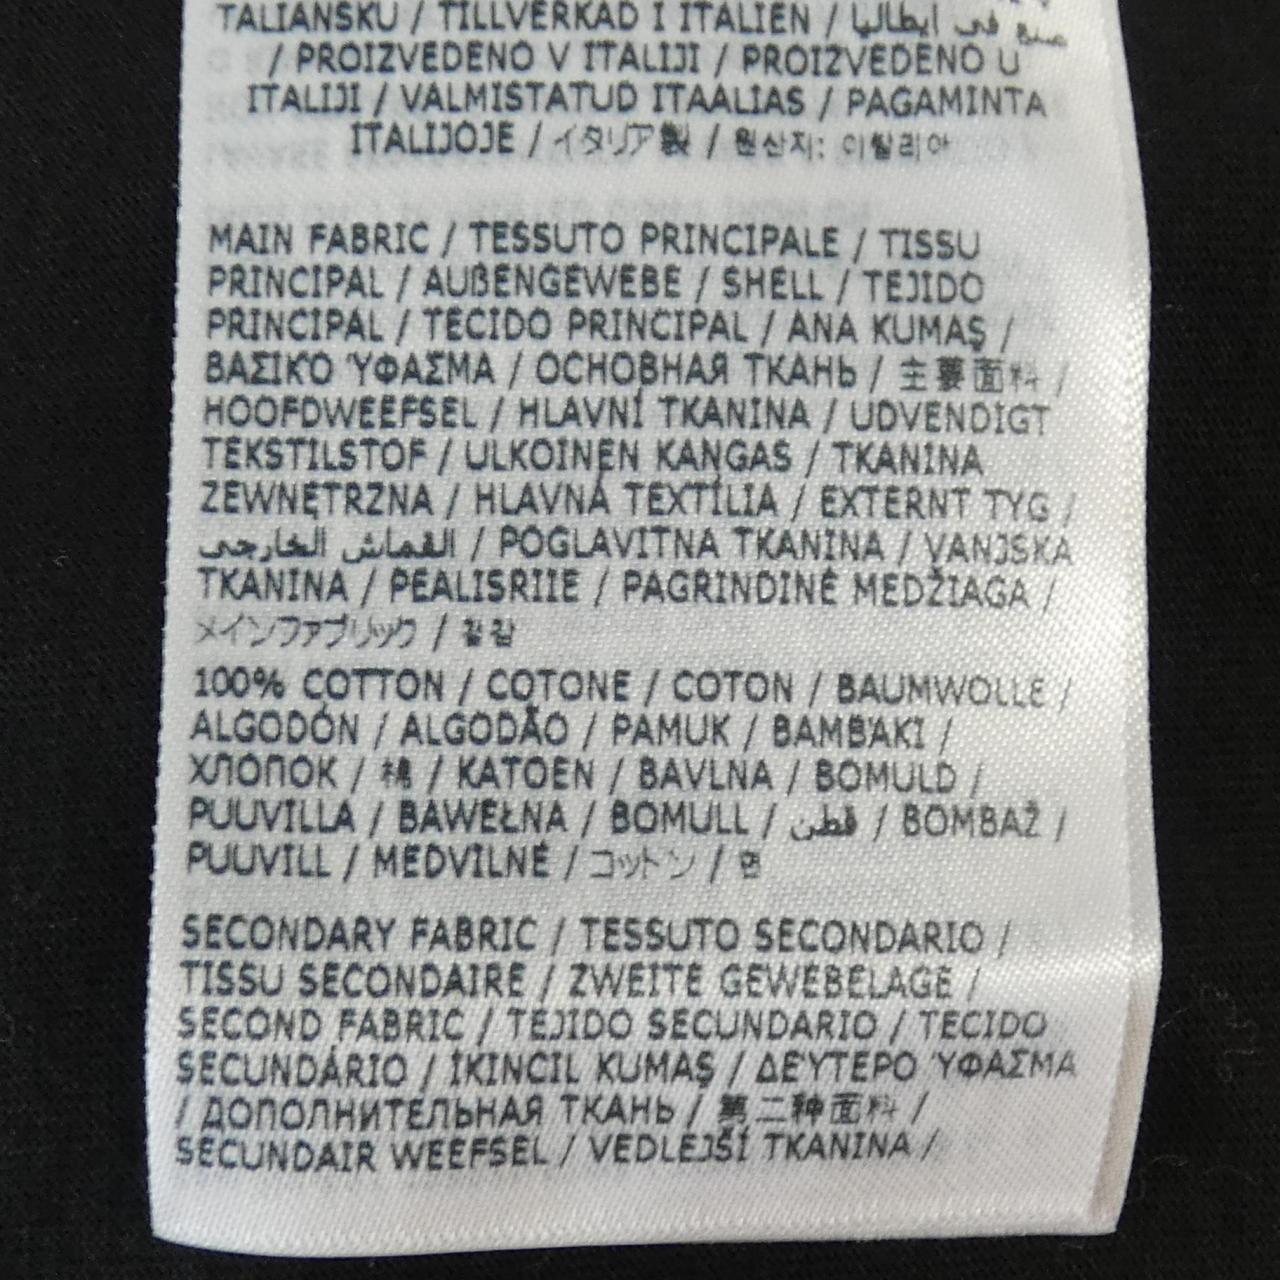 TALIANSKU / TILLVERKAD I ITALIEN / صنع في ايطاليا
/ PROIZVEDENO V ITALIJI / PROIZVEDENO U
ITALIJI / VALMISTATUD ITAALIAS / PAGAMINTA
ITALIJOJE / イタリア製 / 원산지: 이탈리아
MAIN FABRIC / TESSUTO PRINCIPALE / TISSU
PRINCIPAL / AUßENGEWEBE / SHELL / TEJIDO
PRINCIPAL / TECIDO PRINCIPAL / ANA KUMAŞ /
ΒΑΣΙΚΟ ΎΦΑΣΜΑ / ОСНОВНАЯ ТКАНЬ / 主要面料 /
HOOFDWEEFSEL / HLAVNÍ TKANINA / UDVENDIGT
TEKSTILSTOF / ULKOINEN KANGAS / TKANINA
ZEWNĘTRZNA / HLAVNÁ TEXTÍLIA / EXTERNT TYG /
القماش الخارجي / POGLAVITNA TKANINA / VANJSKA
TKANINA / PEALISRIIE / PAGRINDINĖ MEDŽIAGA /
メインファブリック / 겉감
100% COTTON / COTONE / COTON / BAUMWOLLE /
ALGODÓN / ALGODÃO / PAMUK / ΒΑΜΒΆΚΙ /
ХЛОПОК / 棉 / KATOEN / BAVLNA / BOMULD /
PUUVILLA / BAWEŁNA / BOMULL / قطن / BOMBAŽ /
PUUVILL / MEDVILNĖ / コットン / 면
SECONDARY FABRIC / TESSUTO SECONDARIO /
TISSU SECONDAIRE / ZWEITE GEWEBELAGE /
SECOND FABRIC / TEJIDO SECUNDARIO / TECIDO
SECUNDÁRIO / İKINCIL KUMAŞ / ΔΕΥΤΕΡΟ ΎΦΑΣΜΑ
/ ДОПОЛНИТЕЛЬНАЯ ТКАНЬ / 第二种面料 /
SECUNDAIR WEEFSEL / VEDLEJŠÍ TKANINA /